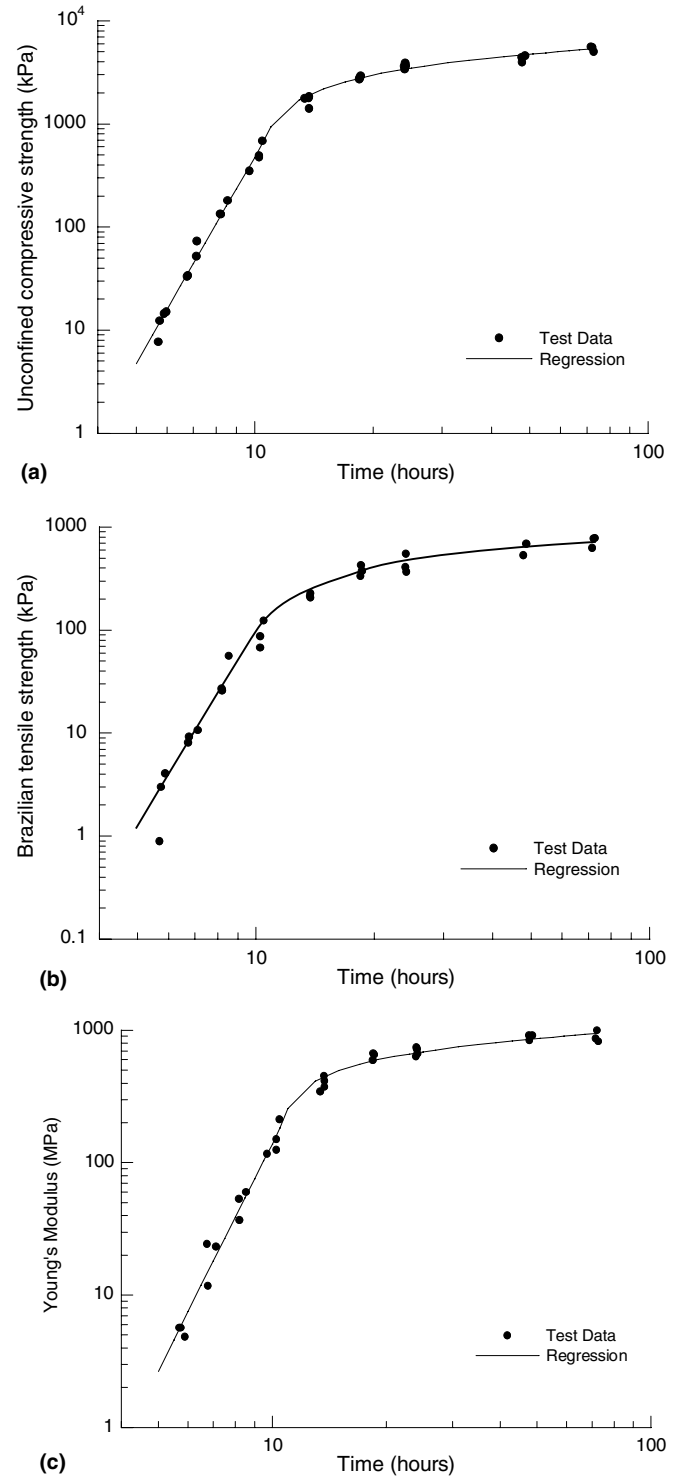 10^4
1000
100
10
1
Unconfined compressive strength (kPa)
Test Data
Regression
10
100
Time (hours)
(a)
1000
100
10
1
0.1
Brazilian tensile strength (kPa)
Test Data
Regression
10
100
Time (hours)
(b)
1000
100
10
1
Young's Modulus (MPa)
Test Data
Regression
10
100
Time (hours)
(c)